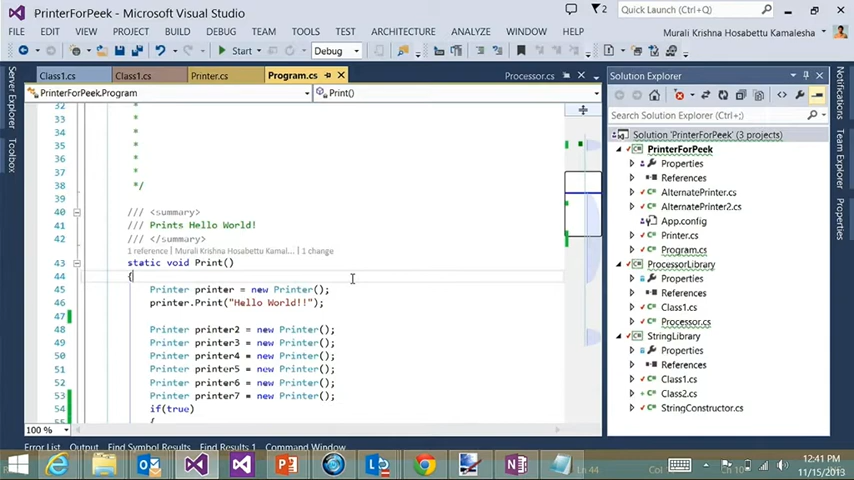 PrinterForPeek - Microsoft Visual Studio
2
Quick Launch (Ctrl+Q)
FILE EDIT VIEW PROJECT BUILD DEBUG TEAM TOOLS TEST ARCHITECTURE ANALYZE WINDOW HELP
Murali Krishna Hosabettu Kamalesha
Start Debug
Class1.cs Class1.cs Printer.cs Program.cs Processor.cs
PrinterForPeek.Program Print()
32
33 *
34 *
35 *
36 *
37 *
38 */
39
40 /// <summary>
41 /// Prints Hello World!
42 /// </summary>
1 reference | Murali Krishna Hosabettu Kamal... | 1 change
43 static void Print()
44 {
45 Printer printer = new Printer();
46 printer.Print("Hello World!!");
47
48 Printer printer2 = new Printer();
49 Printer printer3 = new Printer();
50 Printer printer4 = new Printer();
51 Printer printer5 = new Printer();
52 Printer printer6 = new Printer();
53 Printer printer7 = new Printer();
54 if(true)
55 {
100 %
Server Explorer
Toolbox
Solution Explorer
Search Solution Explorer (Ctrl+;)
Solution 'PrinterForPeek' (3 projects)
PrinterForPeek
Properties
References
AlternatePrinter.cs
AlternatePrinter2.cs
App.config
Printer.cs
Program.cs
ProcessorLibrary
Properties
References
Class1.cs
Processor.cs
StringLibrary
Properties
References
Class1.cs
Class2.cs
StringConstructor.cs
Notifications
Team Explorer
Properties
Error List Output Find Symbol Results Find Results 1 Command Window
Ln 44
Ch 10
12:41 PM
11/15/2013